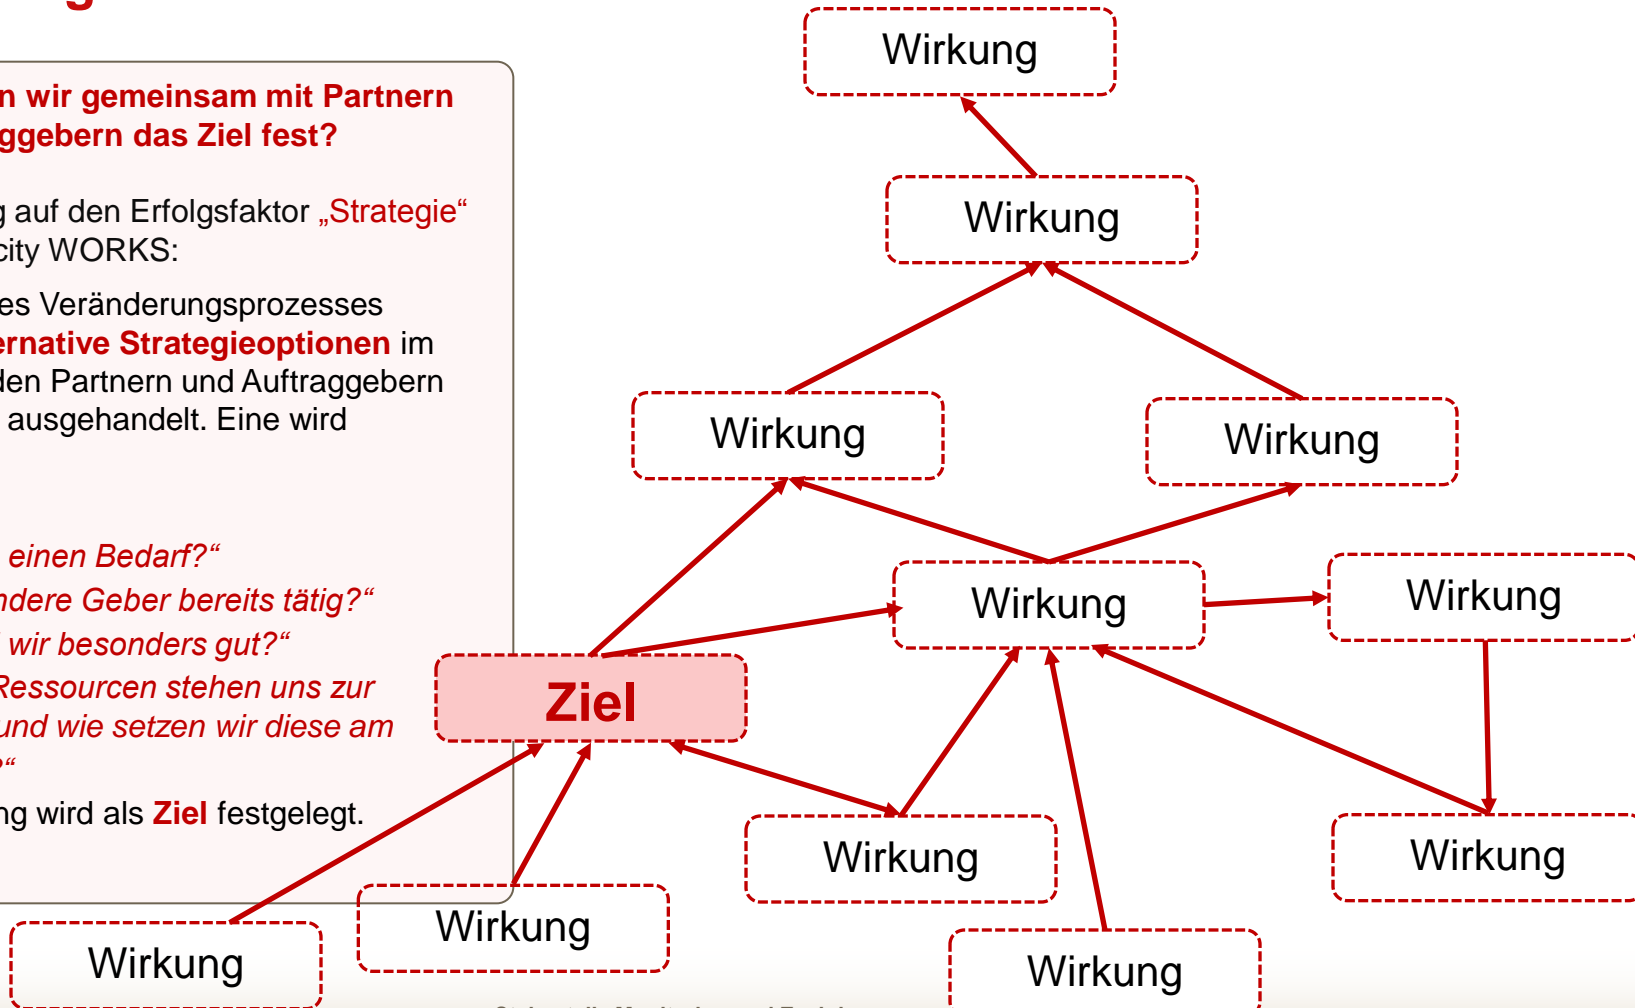 g
n wir gemeinsam mit Partnern
ggebern das Ziel fest?
g auf den Erfolgsfaktor „Strategie“
city WORKS:
es Veränderungsprozesses
ernative Strategieoptionen im
den Partnern und Auftraggebern
ausgehandelt. Eine wird
einen Bedarf?“
ndere Geber bereits tätig?“
wir besonders gut?“
Ressourcen stehen uns zur
und wie setzen wir diese am
?“
ng wird als Ziel festgelegt.
Wirkung
Wirkung
Wirkung
Wirkung
Wirkung
Wirkung
Ziel
Wirkung
Wirkung
Wirkung
Wirkung
Wirkung